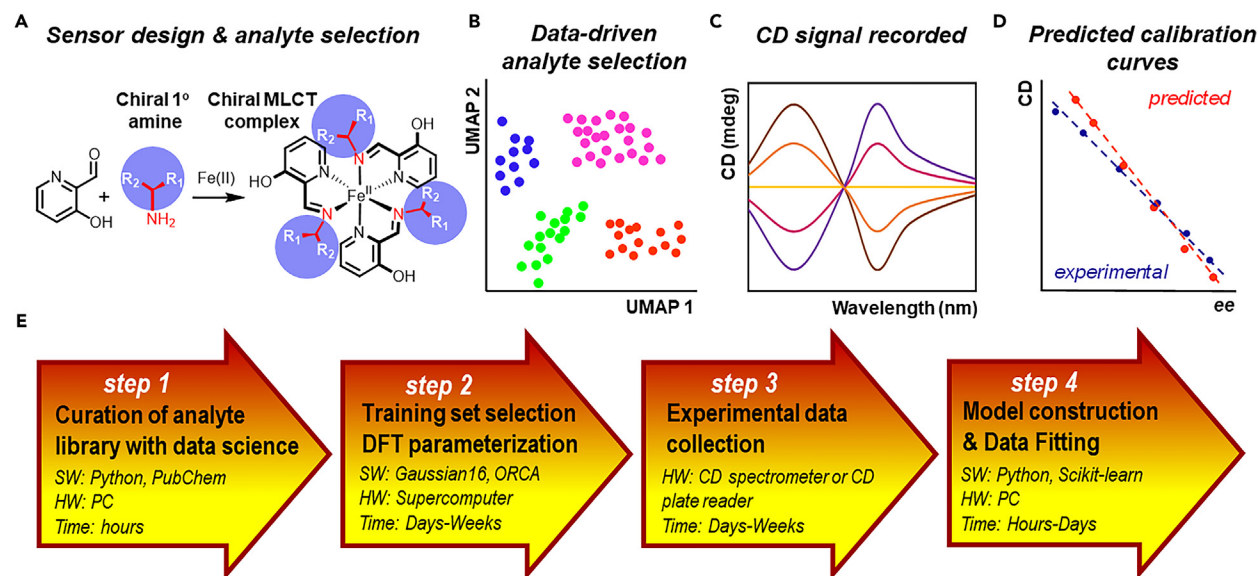 A
Sensor design & analyte selection
Chiral 1º
amine
Chiral MLCT
complex
O
N
OH
+
R2
R1
NH2
Fe(II)
OH
R2
R1
N
N
HO
N
FeII
N
R2
R1
R1
R2
N
N
OH
B
Data-driven
analyte selection
UMAP 2
UMAP 1
C
CD signal recorded
CD (mdeg)
Wavelength (nm)
D
Predicted calibration
curves
CD
predicted
experimental
ee
E
step 1
Curation of analyte
library with data science
SW: Python, PubChem
HW: PC
Time: hours
step 2
Training set selection
DFT parameterization
SW: Gaussian16, ORCA
HW: Supercomputer
Time: Days-Weeks
step 3
Experimental data
collection
HW: CD spectrometer or CD
plate reader
Time: Days-Weeks
step 4
Model construction
& Data Fitting
SW: Python, Scikit-learn
HW: PC
Time: Hours-Days